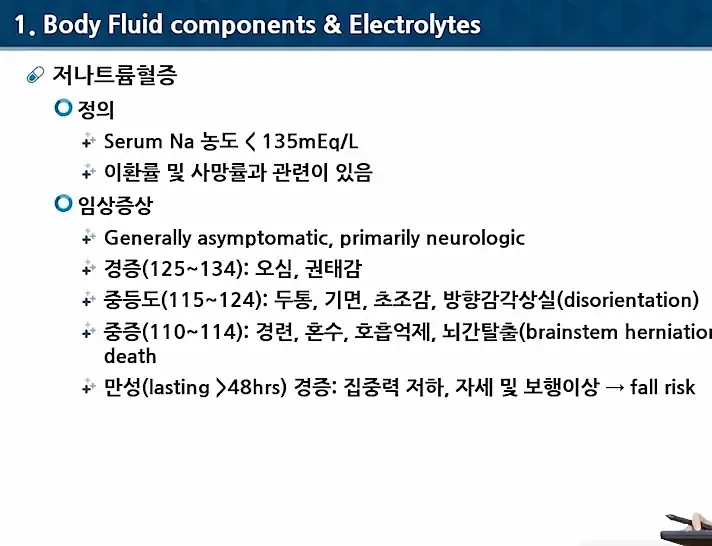 1. Body Fluid components & Electrolytes
저나트륨혈증
정의
Serum Na 농도 < 135mEq/L
이환률 및 사망률과 관련이 있음
임상증상
Generally asymptomatic, primarily neurologic
경증(125~134): 오심, 권태감
중등도(115~124): 두통, 기면, 초조감, 방향감각상실(disorientation)
중증(110~114): 경련, 혼수, 호흡억제, 뇌간탈출(brainstem herniation
death
만성(lasting >48hrs) 경증: 집중력 저하, 자세 및 보행이상 → fall risk